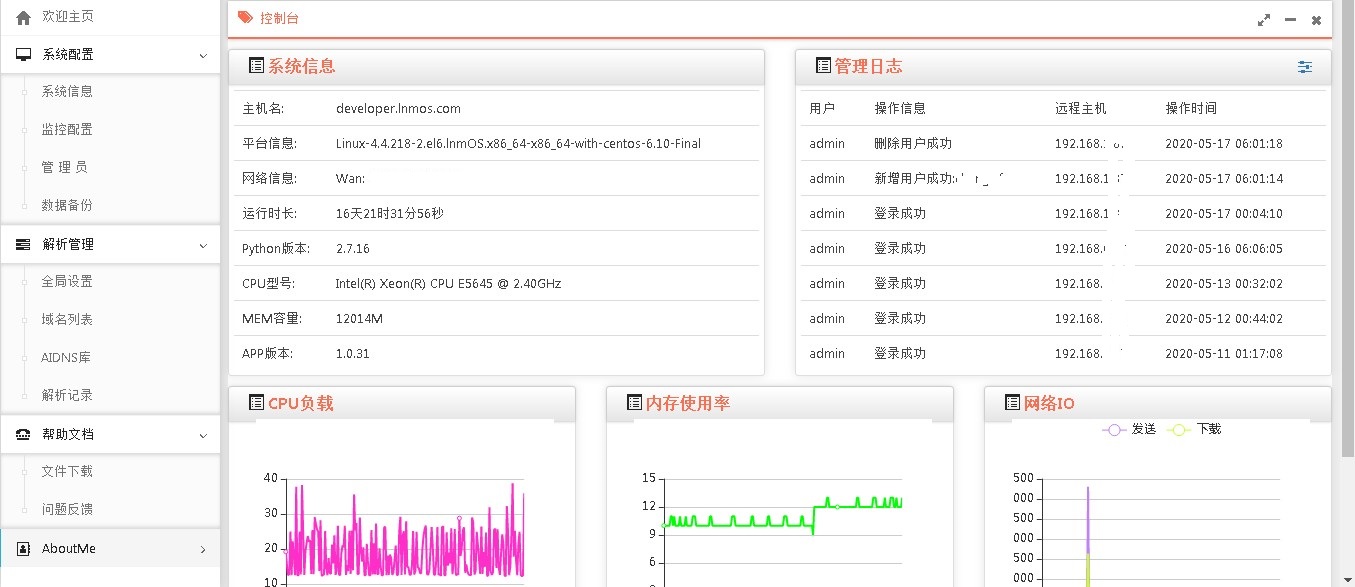 欢迎主页
系统配置
系统信息
监控配置
管 理 员
数据备份
解析管理
全局设置
域名列表
AIDNS库
解析记录
帮助文档
文件下载
问题反馈
AboutMe
控制台
系统信息
主机名: developer.lnmos.com
平台信息: Linux-4.4.218-2.el6.lnmOS.x86_64-x86_64-with-centos-6.10-Final
网络信息: Wan:
运行时长: 16天21时31分56秒
Python版本: 2.7.16
CPU型号: Intel(R) Xeon(R) CPU E5645 @ 2.40GHz
MEM容量: 12014M
APP版本: 1.0.31
管理日志
用户 操作信息 远程主机 操作时间
admin 删除用户成功 192.168. 2020-05-17 06:01:18
admin 新增用户成功: 192.168.1 2020-05-17 06:01:14
admin 登录成功 192.168.1 2020-05-17 00:04:10
admin 登录成功 192.168. 2020-05-16 06:06:05
admin 登录成功 192.168. 2020-05-13 00:32:02
admin 登录成功 192.168. 2020-05-12 00:44:02
admin 登录成功 192.168. 2020-05-11 01:17:08
CPU负载
40
30
20
10
内存使用率
15
12
9
6
网络IO
发送 下载
500
000
500
000
500
000